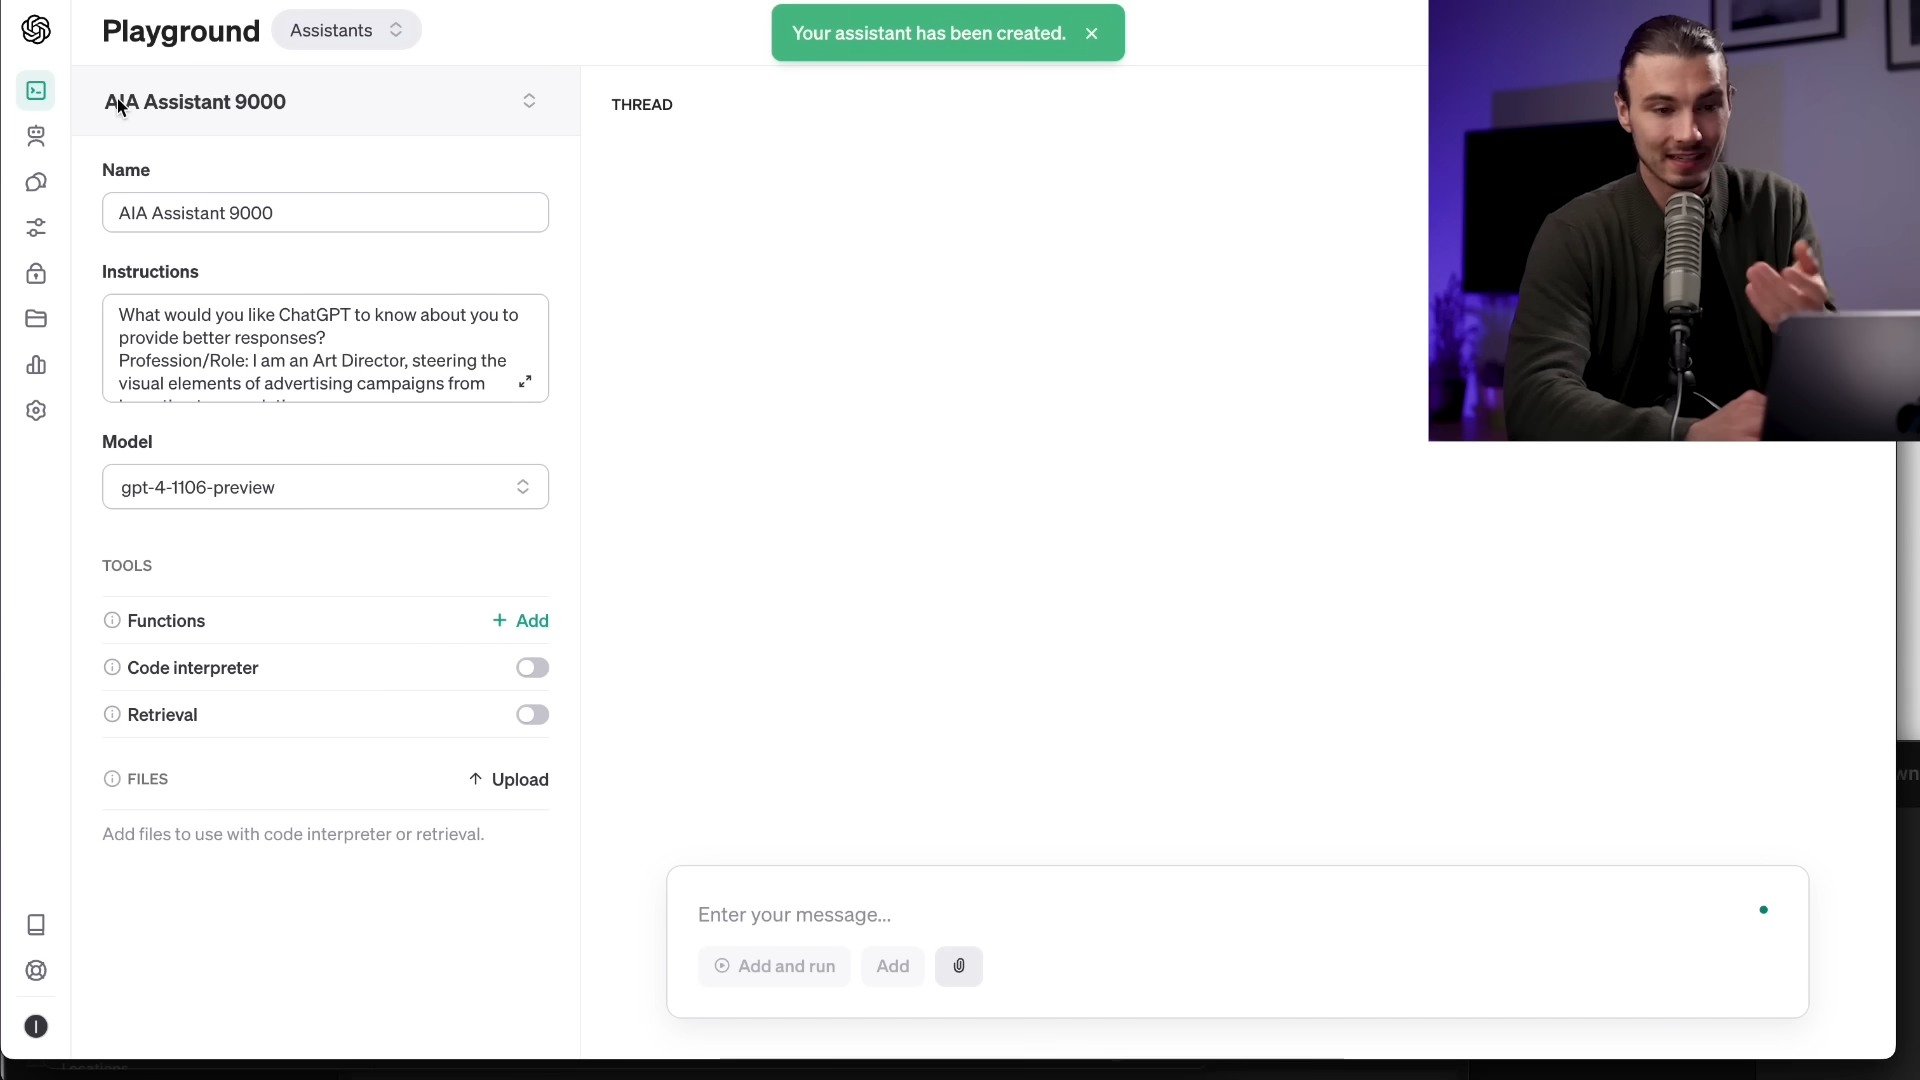 Playground
Assistants
Your assistant has been created.
AIA Assistant 9000
THREAD
Name
AIA Assistant 9000
Instructions
What would you like ChatGPT to know about you to
provide better responses?
Profession/Role: I am an Art Director, steering the
visual elements of advertising campaigns from
Model
gpt-4-1106-preview
TOOLS
Functions
+ Add
Code interpreter
Retrieval
FILES
Upload
Add files to use with code interpreter or retrieval.
Enter your message...
Add and run
Add
I